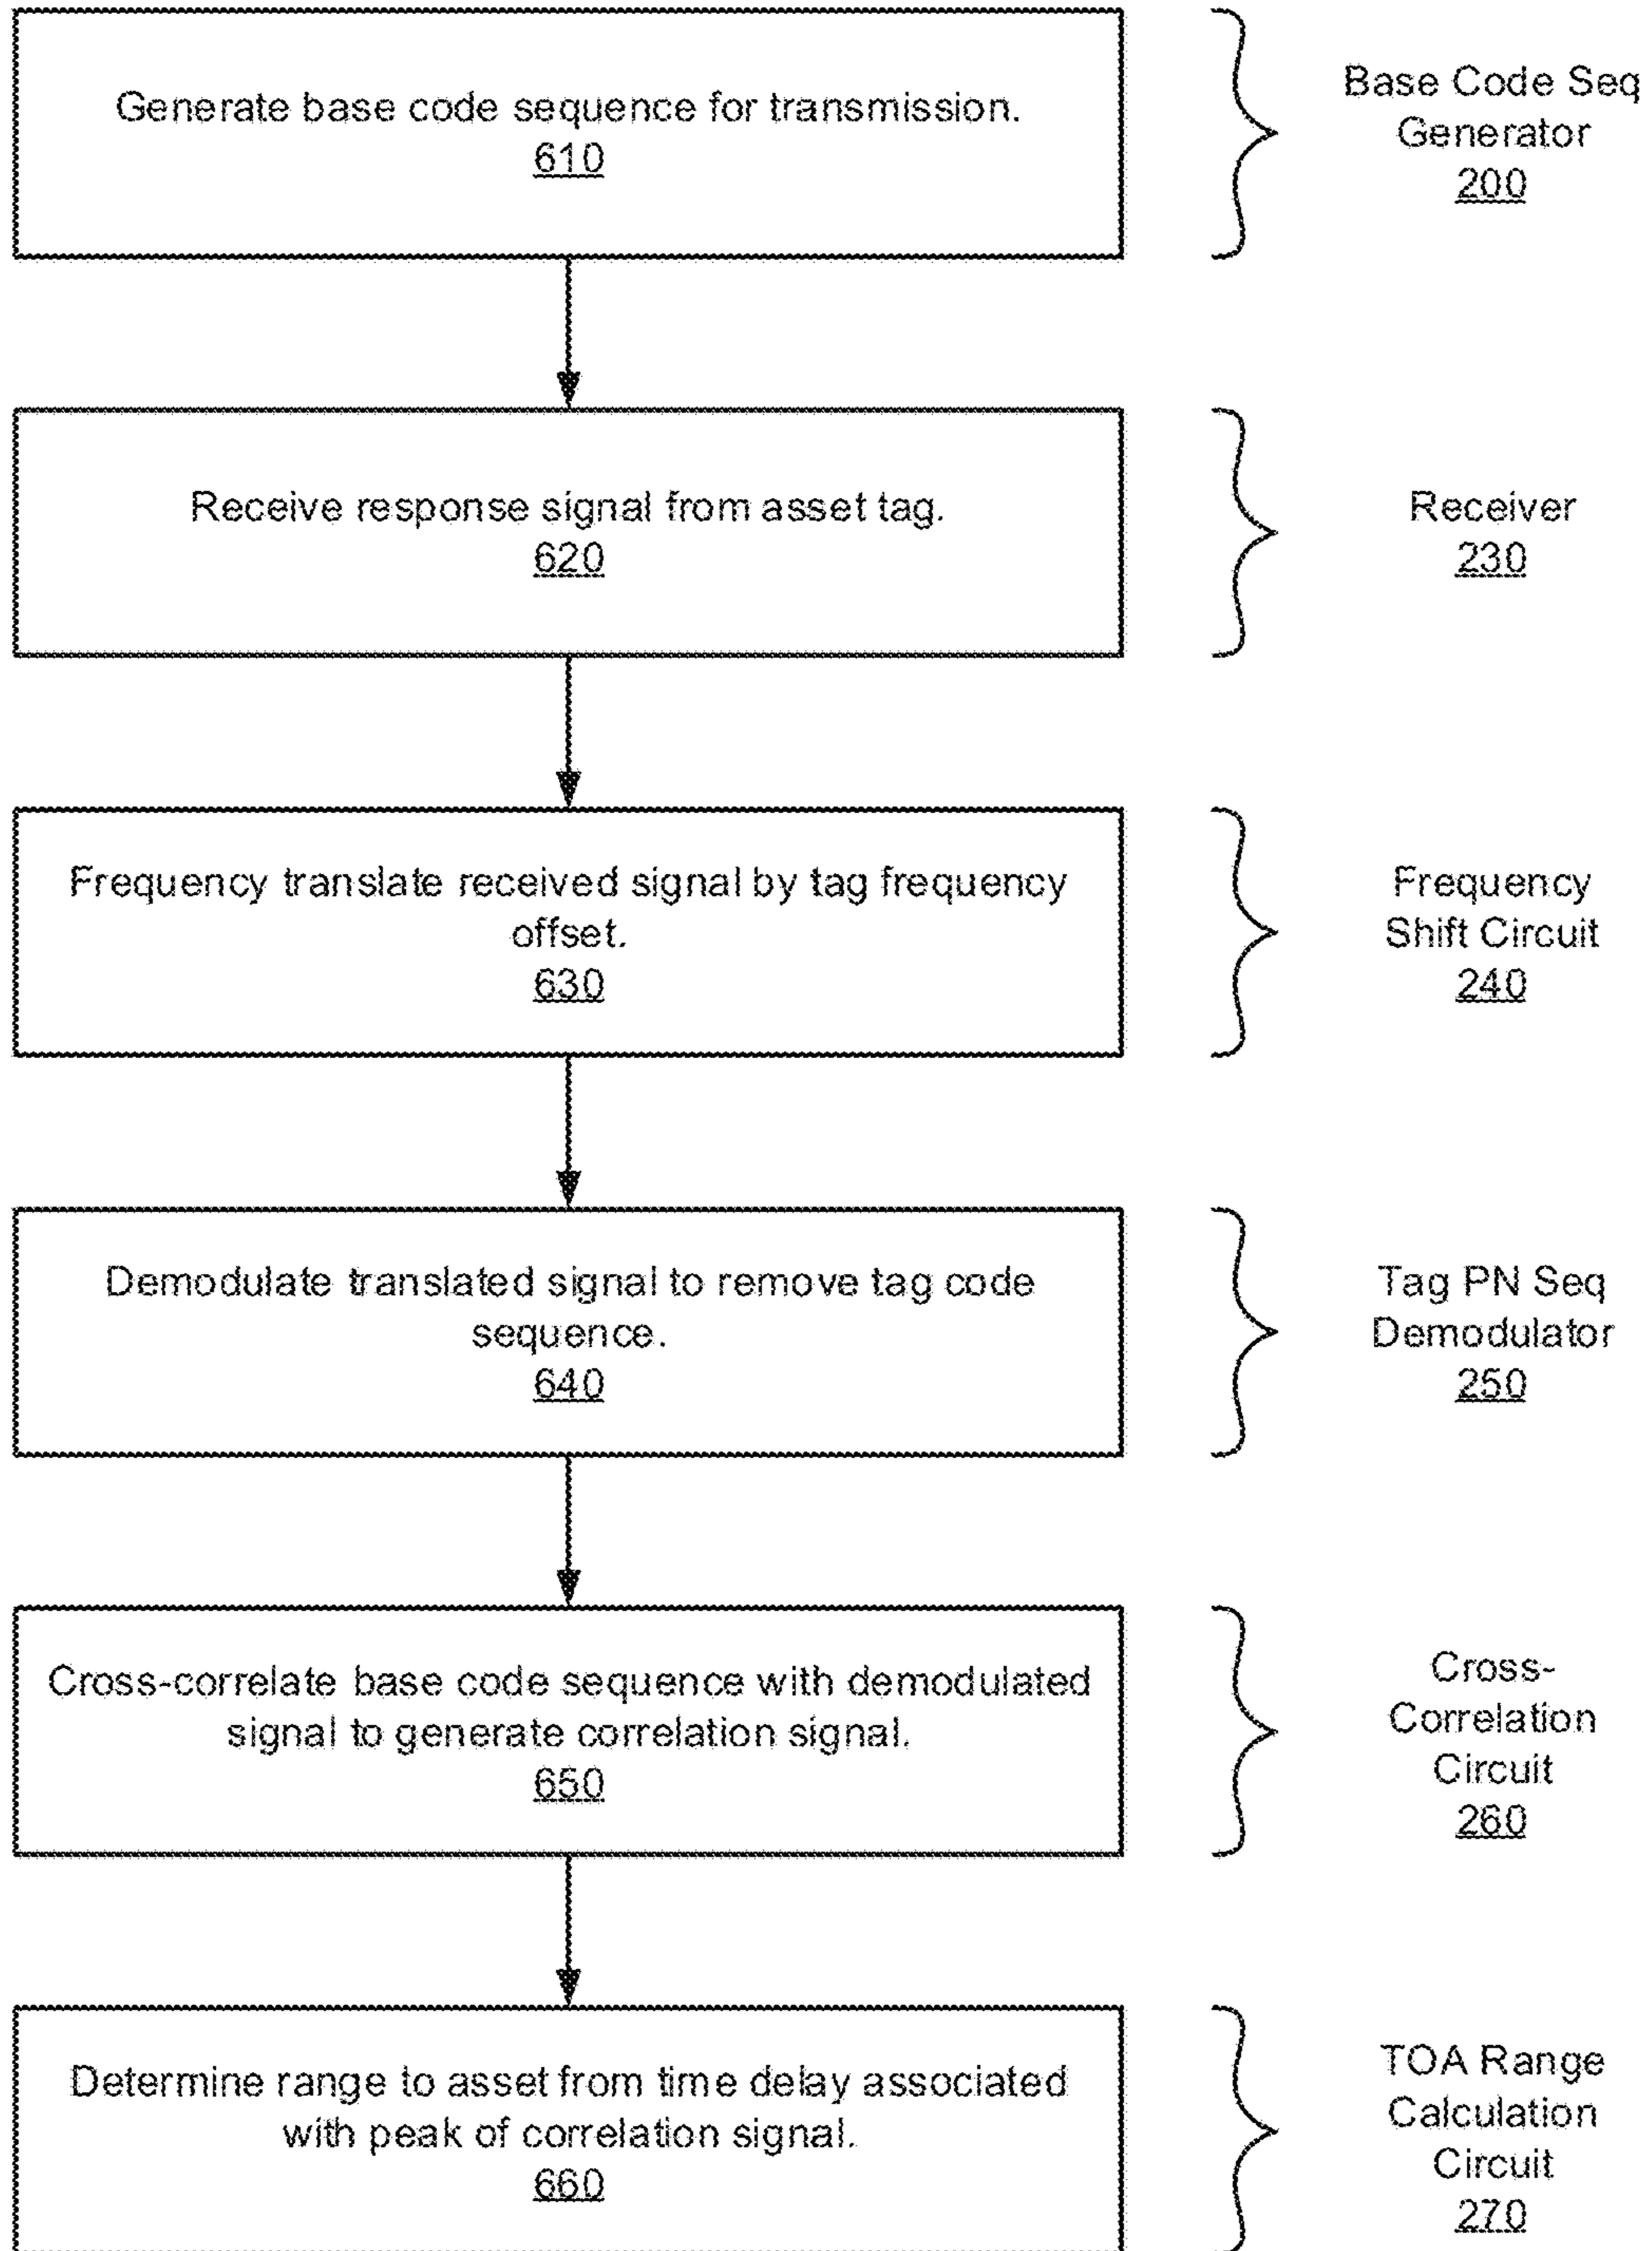 Generate base code sequence for transmission.
610
Base Code Seq
Generator
200
Receive response signal from asset tag.
620
Receiver
230
Frequency translate received signal by tag frequency
offset.
630
Frequency
Shift Circuit
240
Demodulate translated signal to remove tag code
sequence.
640
Tag PN Seq
Demodulator
250
Cross-correlate base code sequence with demodulated
signal to generate correlation signal.
650
Cross-
Correlation
Circuit
260
Determine range to asset from time delay associated
with peak of correlation signal.
660
TOA Range
Calculation
Circuit
270